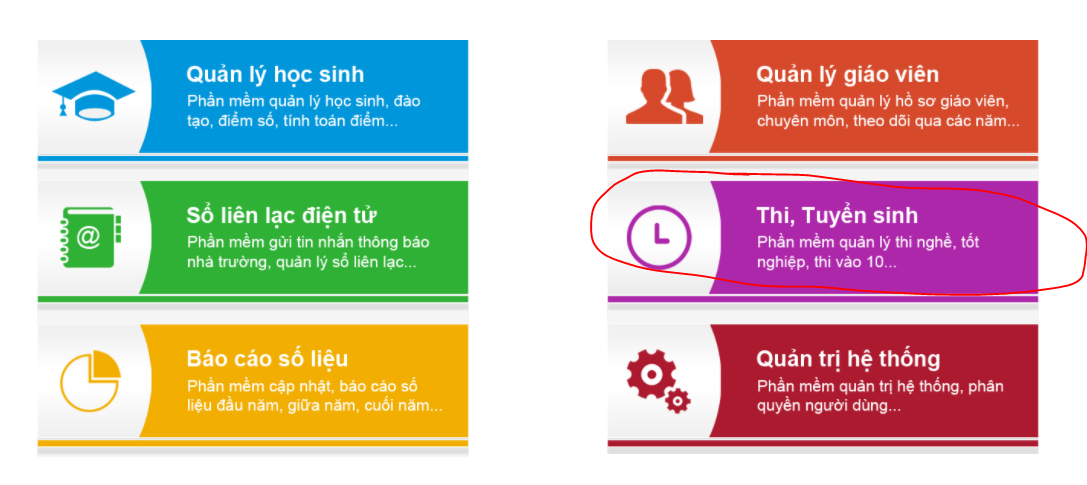 Quản lý học sinh
Phần mềm quản lý học sinh, đào
tạo, điểm số, tính toán điểm...
Quản lý giáo viên
Phần mềm quản lý hồ sơ giáo viên,
chuyên môn, theo dõi qua các năm...
Sổ liên lạc điện tử
Phần mềm gửi tin nhắn thông báo
nhà trường, quản lý sổ liên lạc...
Thi, Tuyển sinh
Phần mềm quản lý thi nghề, tốt
nghiệp, thi vào 10...
Báo cáo số liệu
Phần mềm cập nhật, báo cáo số
liệu đầu năm, giữa năm, cuối năm...
Quản trị hệ thống
Phần mềm quản trị hệ thống, phân
quyền người dùng...